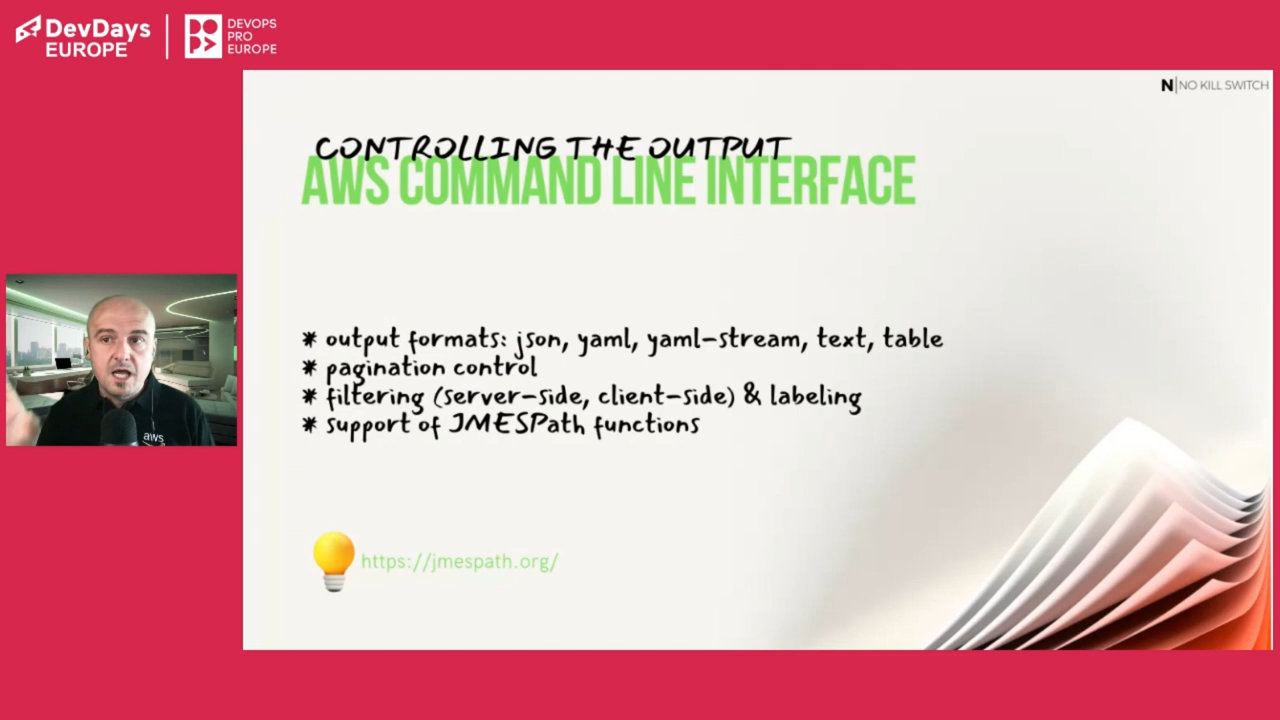 DevDays
EUROPE
DEVOPS
PRO
EUROPE
N NO KILL SWITCH
CONTROLLING THE OUTPUT
AWS COMMAND LINE INTERFACE
* output formats: json, yaml, yaml-stream, text, table
* pagination control
* filtering (server-side, client-side) & labeling
* support of JMESPath functions
https://jmespath.org/
aws